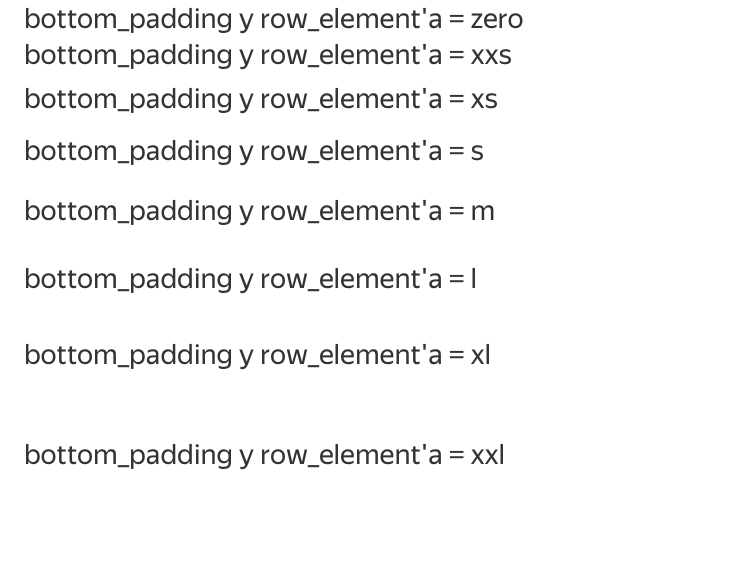 bottom_padding у row_element'а = zero
bottom_padding у row_element'а = xxs
bottom_padding у row_element'а = xs
bottom_padding у row_element'а = s
bottom_padding у row_element'а = m
bottom_padding у row_element'а = l
bottom_padding у row_element'а = xl
bottom_padding у row_element'а = xxl